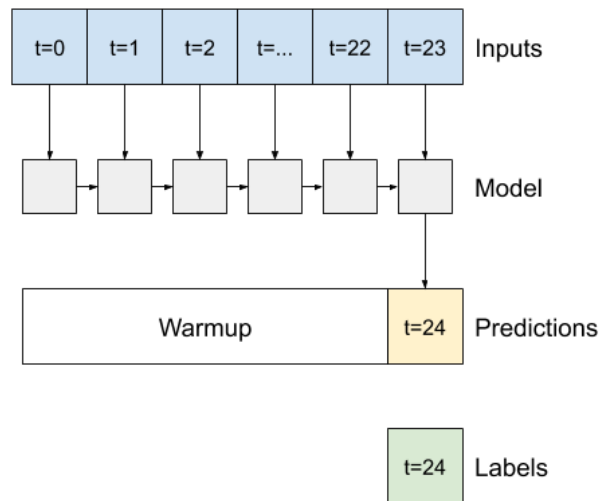 t=0 t=1 t=2 t=... t=22 t=23 Inputs
Model
Warmup t=24 Predictions
t=24 Labels